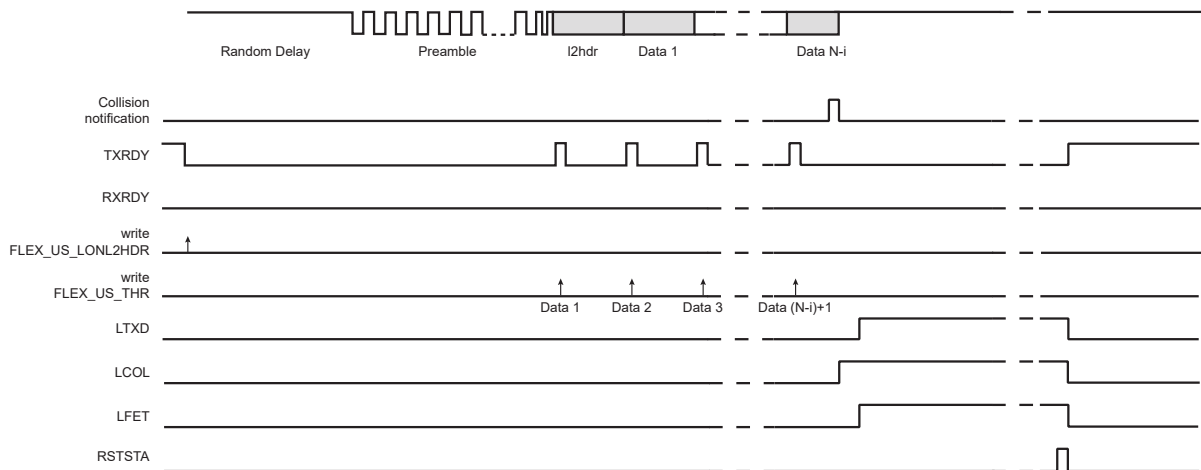 Random Delay Preamble l2hdr Data 1 Data N-i
Collision
notification
TXRDY
RXRDY
write
FLEX_US_LONL2HDR
write
FLEX_US_THR
Data 1 Data 2 Data 3 Data (N-i)+1
LTXD
LCOL
LFET
RSTSTA